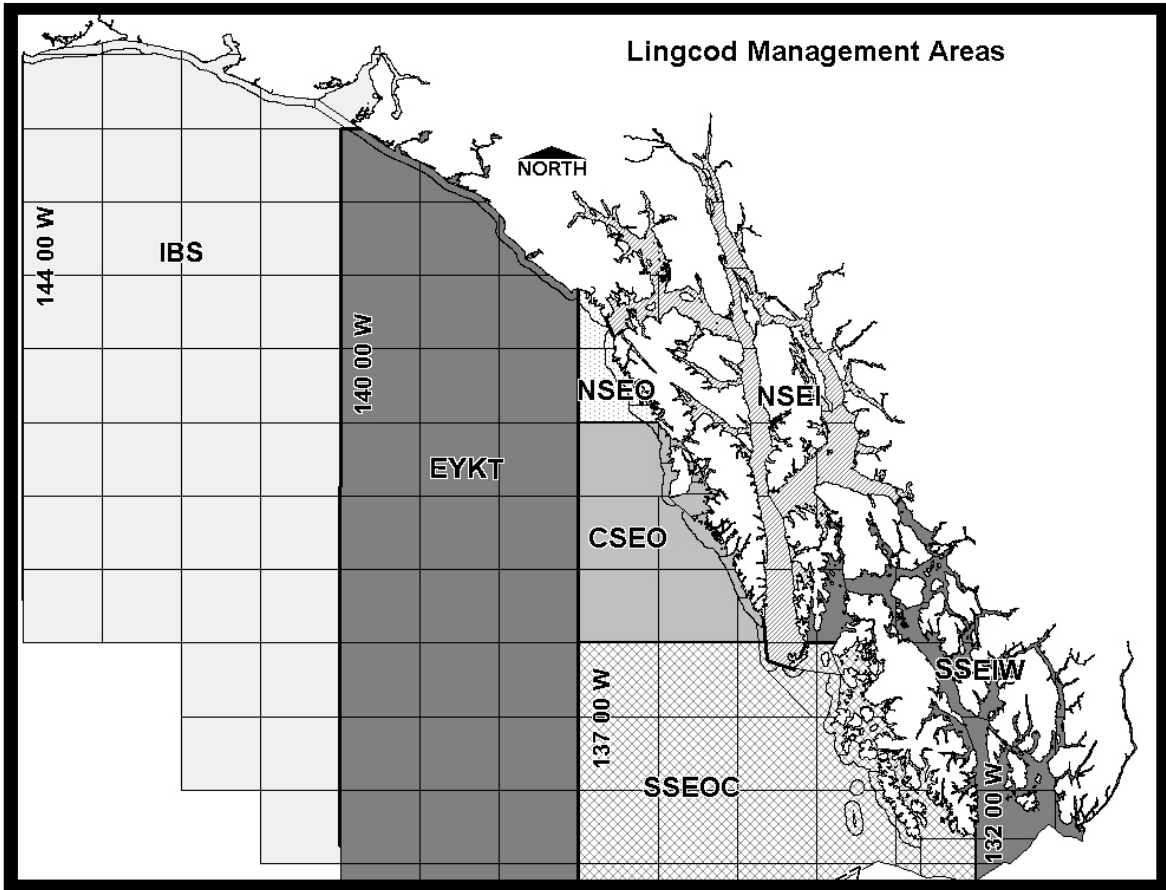 Lingcod Management Areas
NORTH
144 00 W
IBS
140 00 W
NSEO
NSEI
EYKT
CSEO
SSEIW
137 00 W
SSEOC
132 00 W